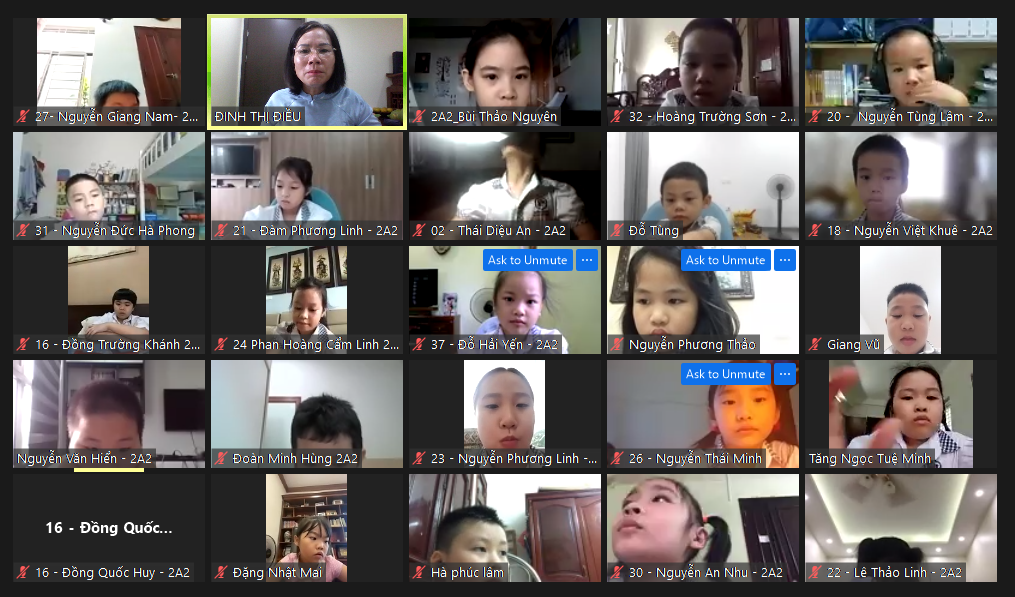 27- Nguyễn Giang Nam- 2...
ĐINH THỊ ĐIỀU
2A2_Bùi Thảo Nguyên
32 - Hoàng Trường Sơn - 2...
20 - Nguyễn Tùng Lâm - 2...
31 - Nguyễn Đức Hà Phong
21 - Đàm Phương Linh - 2A2
02 - Thái Diệu An - 2A2
Đỗ Tùng
18 - Nguyễn Việt Khuê - 2A2
16 - Đồng Trường Khánh 2...
24 Phan Hoàng Cẩm Linh 2...
Ask to Unmute ...
37 - Đỗ Hải Yến - 2A2
Ask to Unmute ...
Nguyễn Phương Thảo
Giang Vũ
Nguyễn Văn Hiển - 2A2
Đoàn Minh Hùng 2A2
23 - Nguyễn Phương Linh -...
Ask to Unmute ...
26 - Nguyễn Thái Minh
Tăng Ngọc Tuệ Minh
16 - Đồng Quốc...
16 - Đồng Quốc Huy - 2A2
Đặng Nhật Mai
Hà phúc lâm
30 - Nguyễn An Nhu - 2A2
22 - Lê Thảo Linh - 2A2